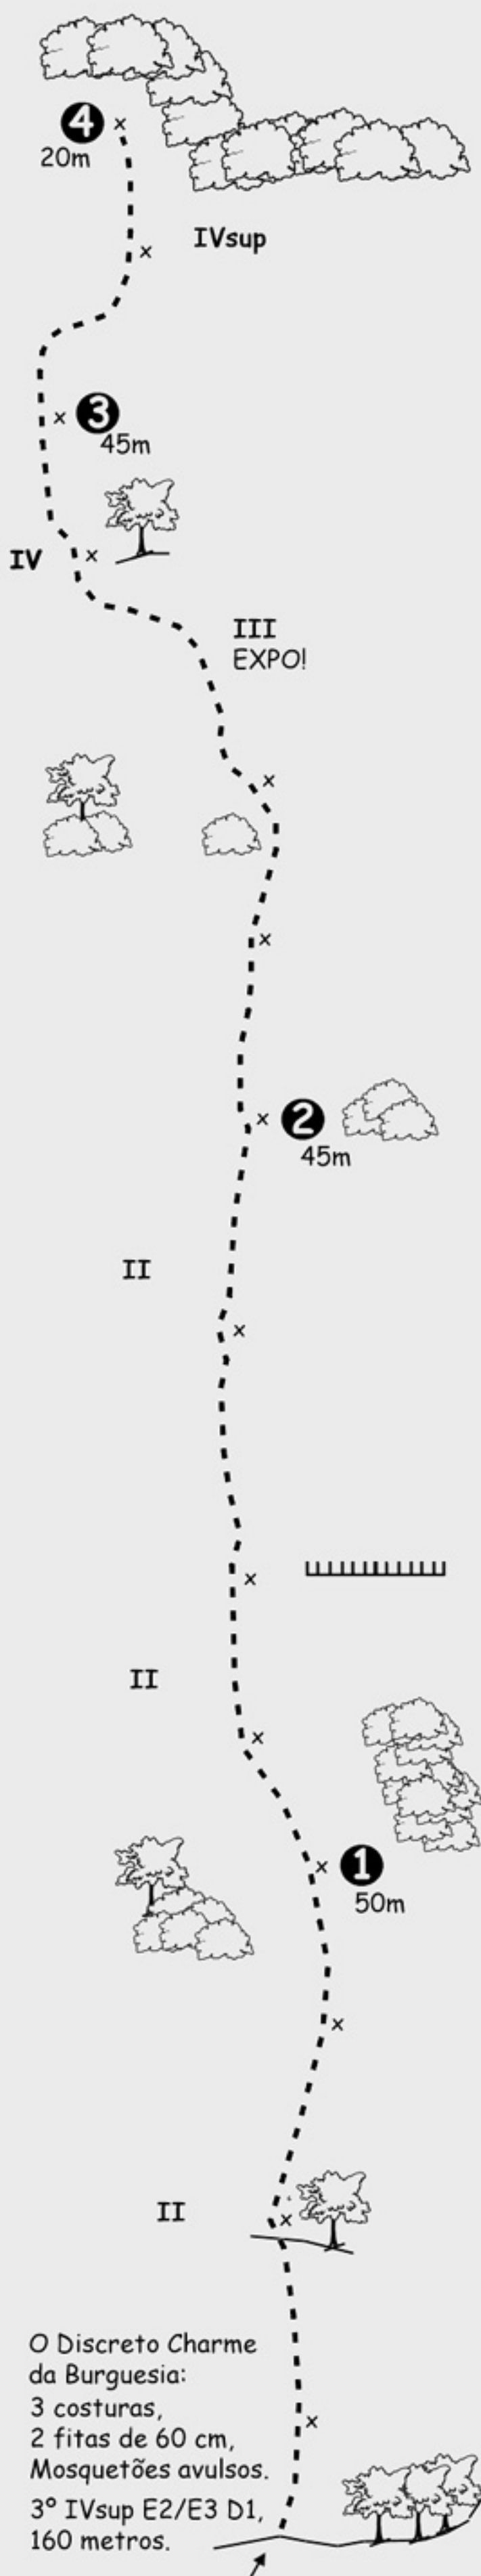 4
20m
IVsup
3
45m
IV
III
EXPO!
2
45m
II
II
1
50m
II
O Discreto Charme
da Burguesia:
3 costuras,
2 fitas de 60 cm,
Mosquetões avulsos.
3º IVsup E2/E3 D1,
160 metros.